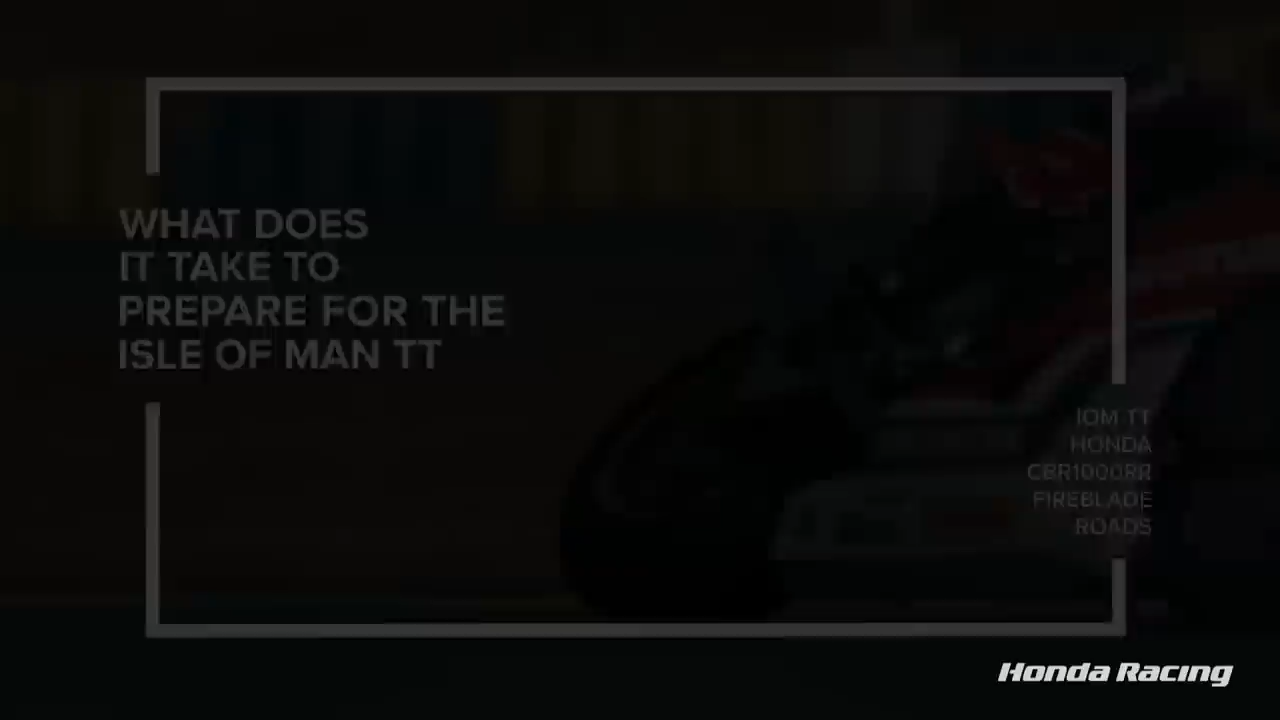 WHAT DOES
IT TAKE TO
PREPARE FOR THE
ISLE OF MAN TT
IOM TT
HONDA
CBR1000RR
FIREBLADE
ROADS
Honda Racing